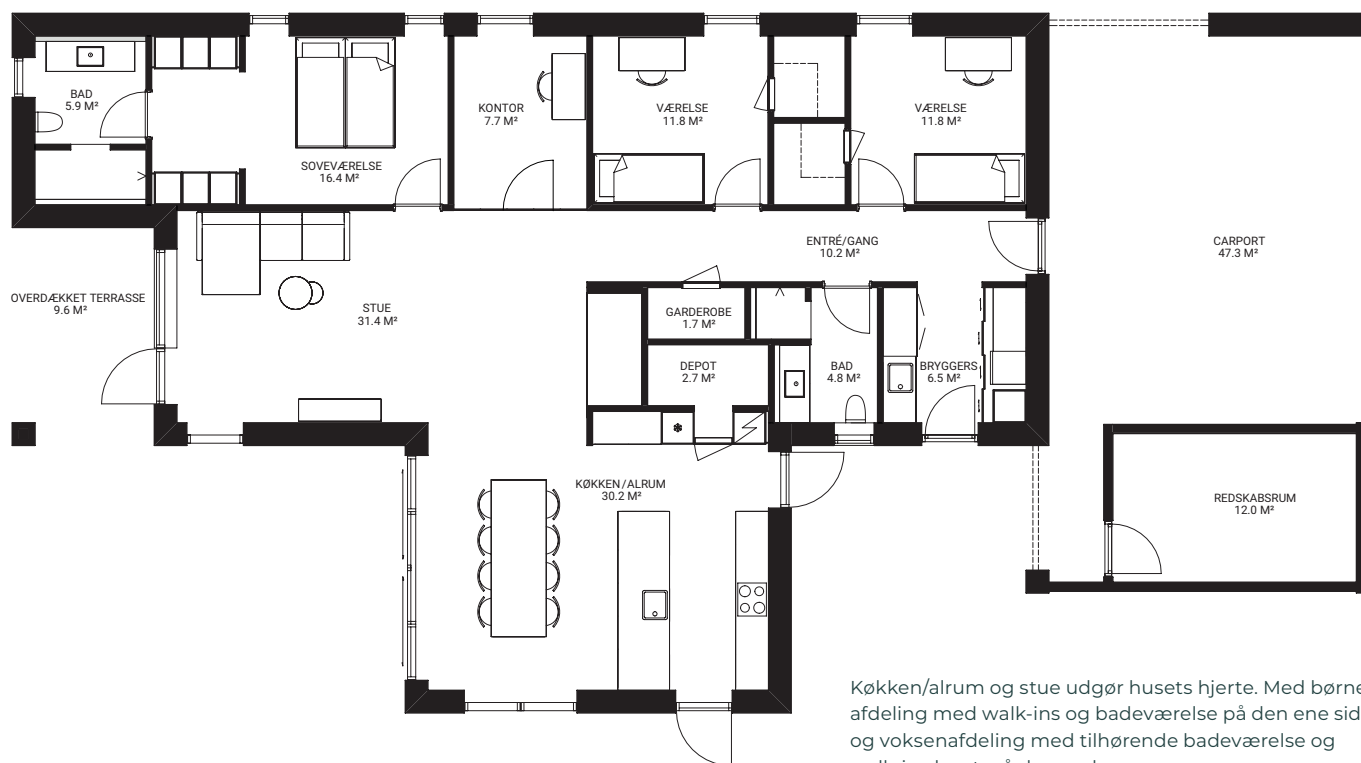 BAD
5.9 M²
SOVEVÆRELSE
16.4 M²
KONTOR
7.7 M²
VÆRELSE
11.8 M²
VÆRELSE
11.8 M²
ENTRÉ/GANG
10.2 M²
CARPORT
47.3 M²
OVERDÆKKET TERRASSE
9.6 M²
STUE
31.4 M²
GARDEROBE
1.7 M²
DEPOT
2.7 M²
BAD
4.8 M²
BRYGGERS
6.5 M²
KØKKEN/ALRUM
30.2 M²
REDSKABSRUM
12.0 M²
Køkken/alrum og stue udgør husets hjerte. Med børne
afdeling med walk-ins og badeværelse på den ene sid
og voksenafdeling med tilhørende badeværelse og